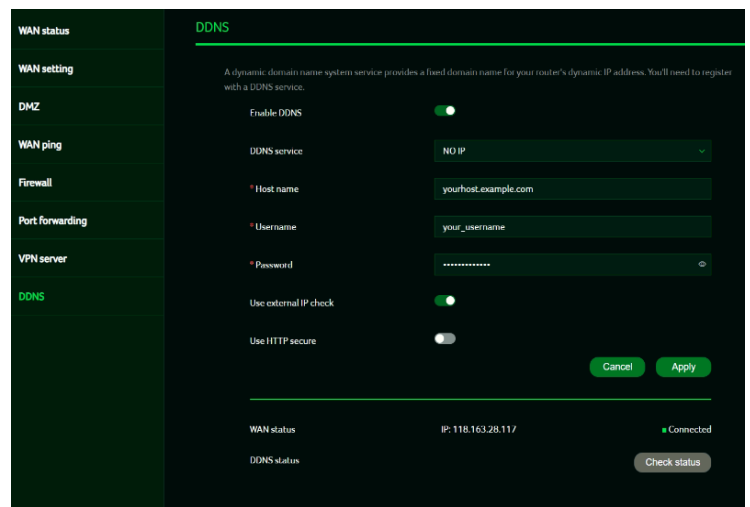 WAN status
WAN setting
DMZ
WAN ping
Firewall
Port forwarding
VPN server
DDNS
DDNS
A dynamic domain name system service provides a fixed domain name for your router's dynamic IP address. You'll need to register
with a DDNS service.
Enable DDNS
DDNS service NO IP
* Host name yourhost.example.com
* Username your_username
* Password •••••••••••••
Use external IP check
Use HTTP secure
Cancel Apply
WAN status IP: 118.163.28.117 Connected
DDNS status Check status